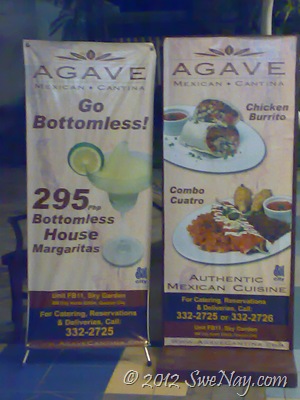 AGAVE
MEXICAN • CANTINA
Go
Bottomless!
295 Php
Bottomless
House
Margaritas
Unit FB11, Sky Garden
For Catering, Reservations
& Deliveries, Call:
332-2725
AGAVE
MEXICAN • CANTINA
Chicken
Burrito
Combo
Cuatro
AUTHENTIC
MEXICAN CUISINE
For Catering, Reservations
& Deliveries, Call:
332-2725 or 332-2726
Unit FB11, Sky Garden
© 2012 SweNay.com